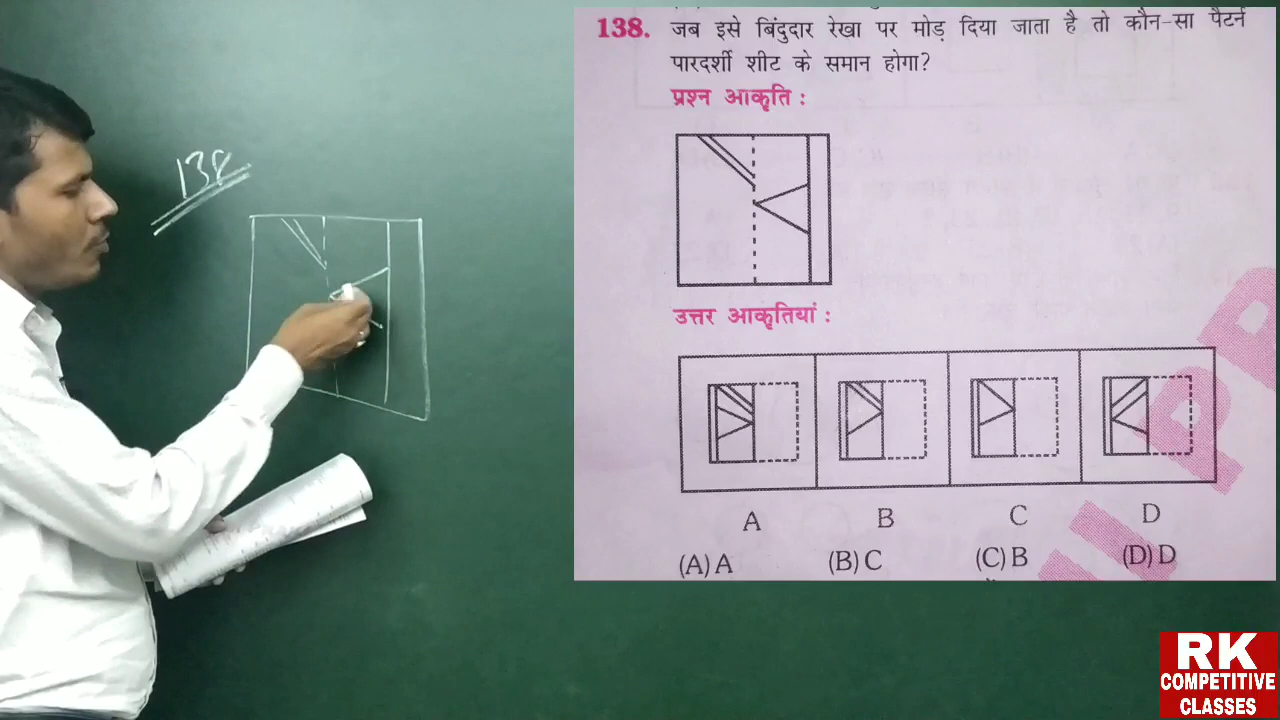 138
138. जब इसे बिंदुदार रेखा पर मोड़ दिया जाता है तो कौन-सा पैटर्न
पारदर्शी शीट के समान होगा?
प्रश्न आकृति :
उत्तर आकृतियां :
A B C D
(A) A (B) C (C) B (D) D
RK
COMPETITIVE
CLASSES